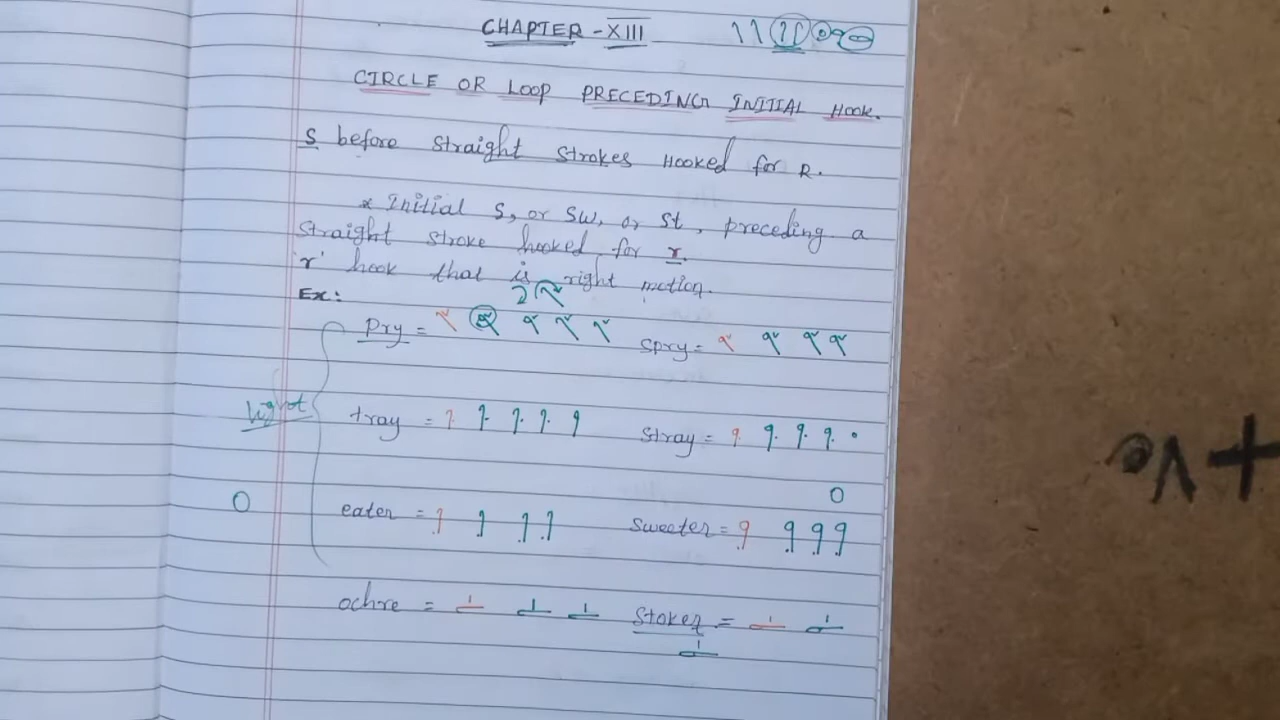 CHAPTER - XIII
CIRCLE OR LOOP PRECEDING INITIAL HOOK.
S before straight strokes Hooked for R.
* Initial S, or SW, or St, preceding a
straight stroke hooked for r.
'r' hook that is right motion.
Ex:
Pry = Spry =
tray = Stray =
eater = Sweeter =
ochre = Stoker =